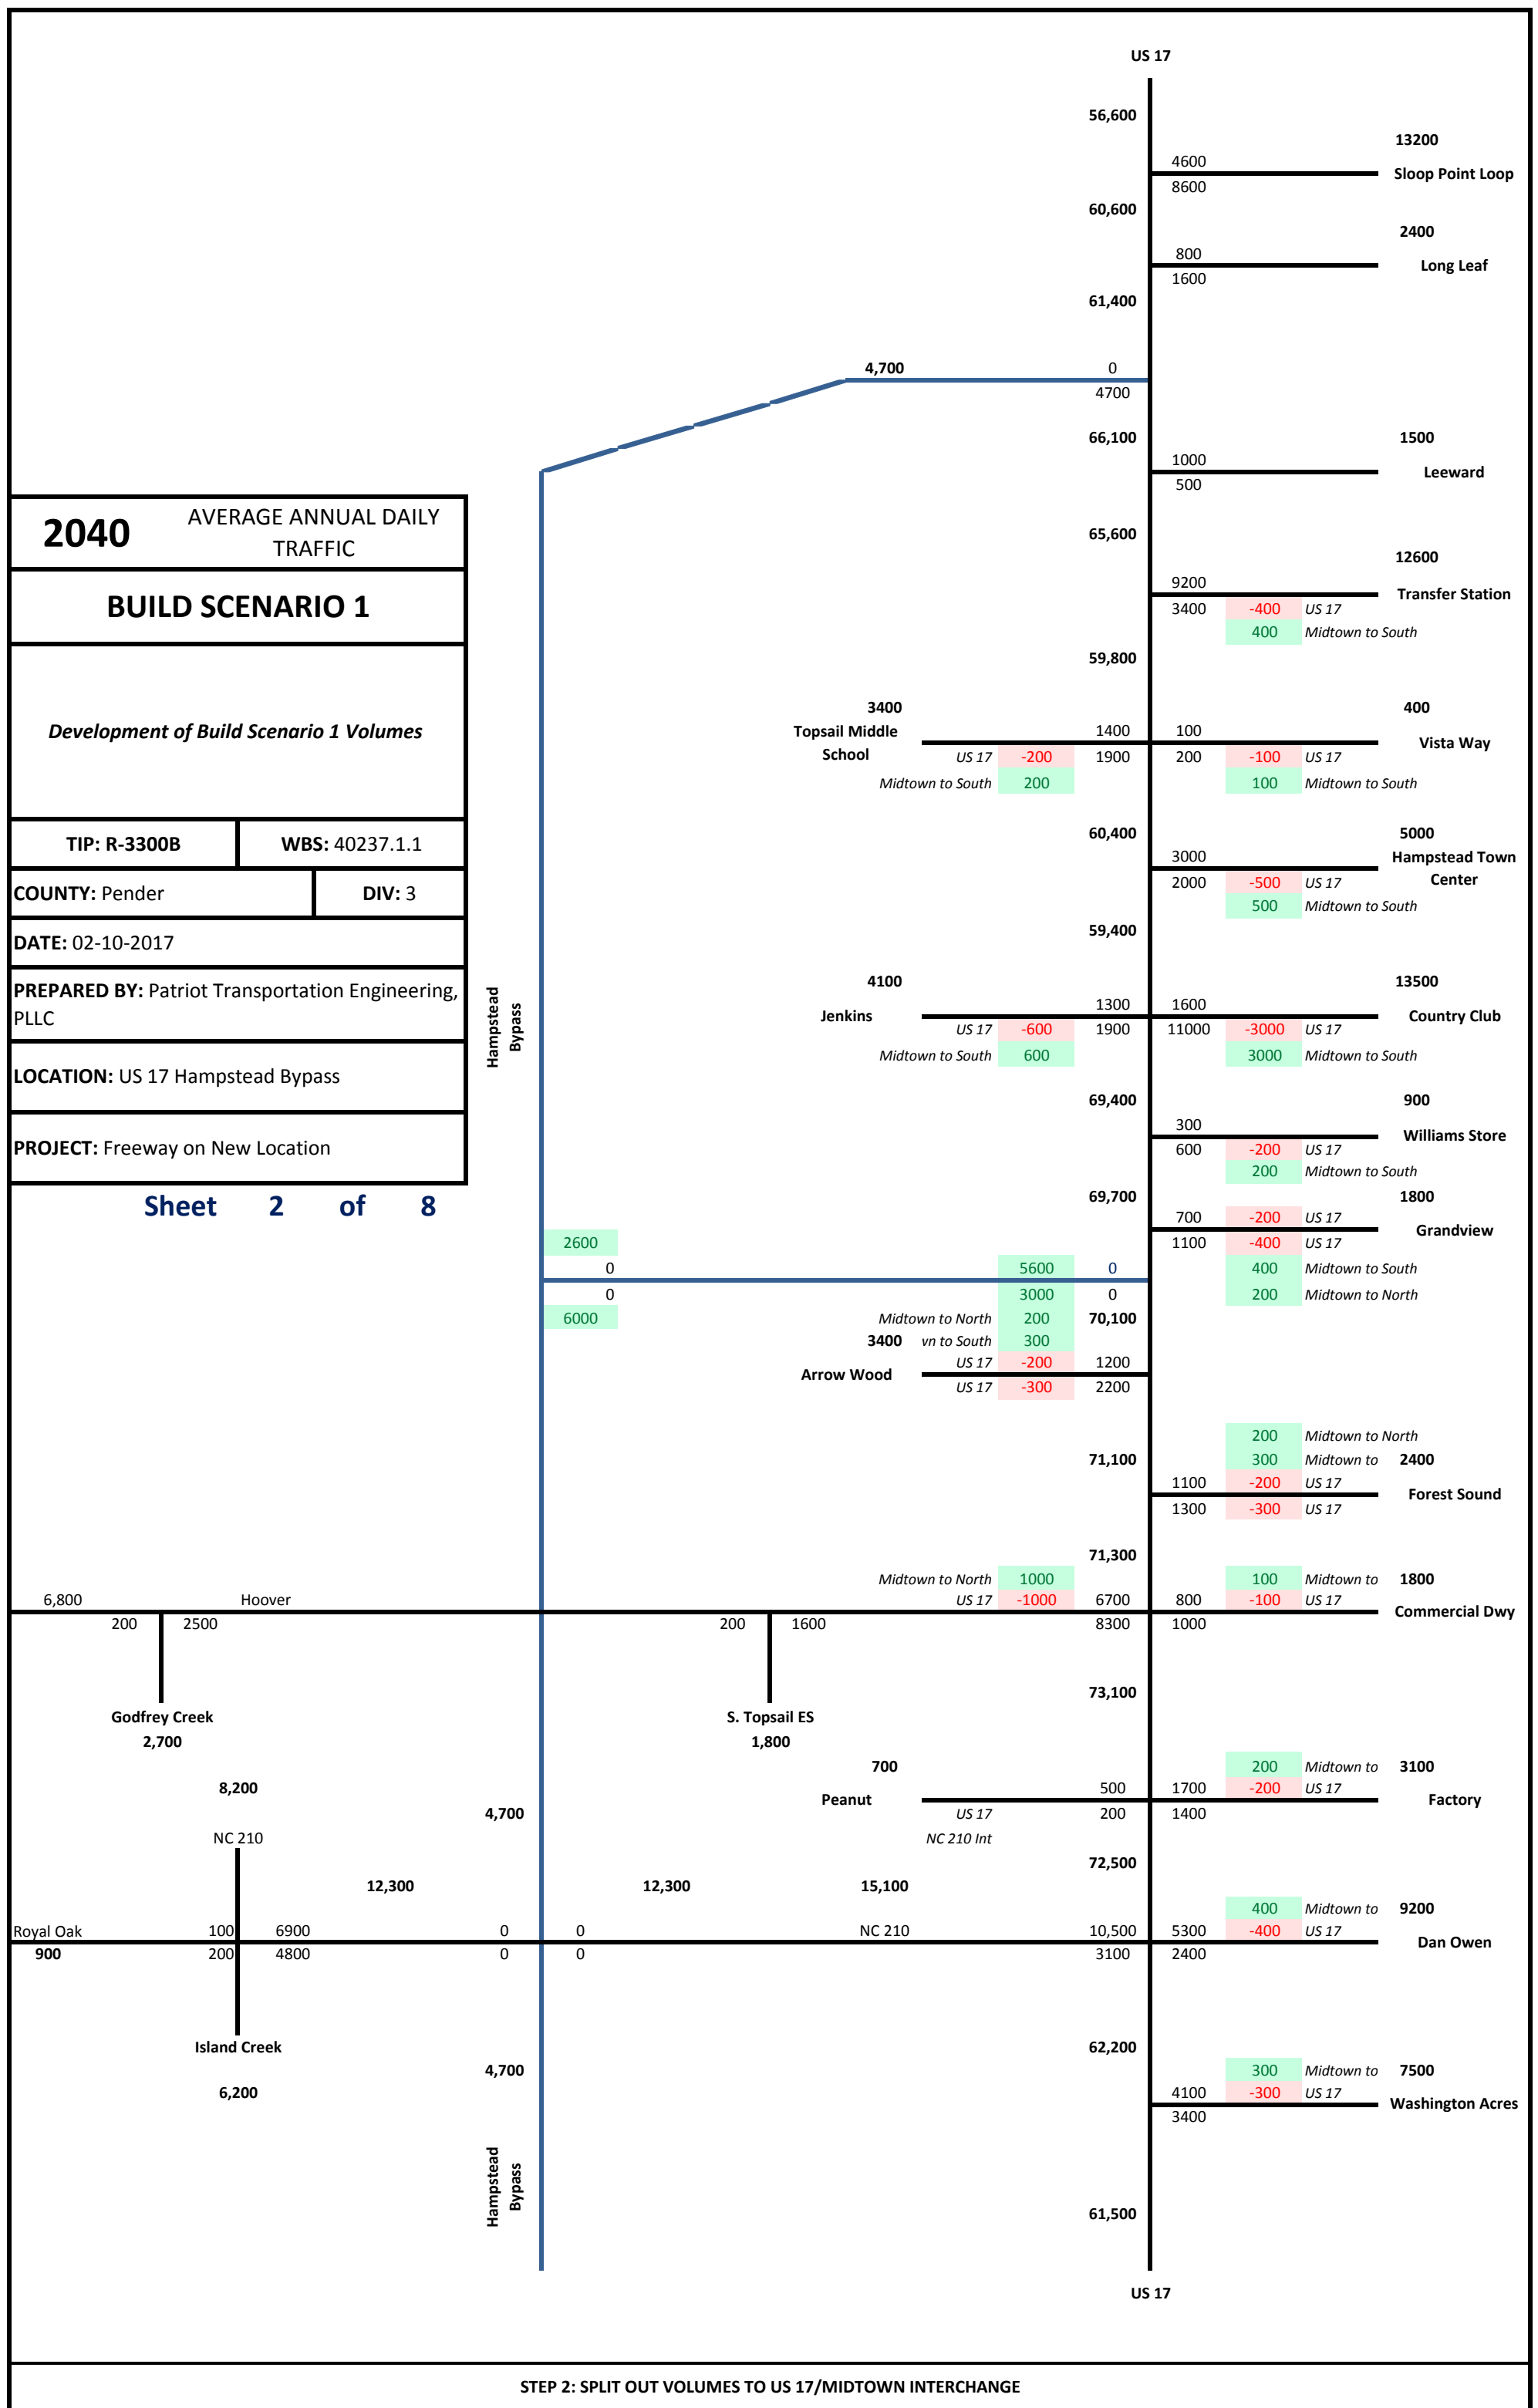 US 17
56,600
13200
4600
Sloop Point Loop
8600
60,600
2400
800
Long Leaf
1600
61,400
4,700 0
4700
66,100
1500
1000
Leeward
500
65,600
12600
9200
Transfer Station
3400 -400 US 17
400 Midtown to South
59,800
2040 AVERAGE ANNUAL DAILY
TRAFFIC
BUILD SCENARIO 1
Development of Build Scenario 1 Volumes
TIP: R-3300B WBS: 40237.1.1
COUNTY: Pender DIV: 3
DATE: 02-10-2017
PREPARED BY: Patriot Transportation Engineering,
PLLC
LOCATION: US 17 Hampstead Bypass
PROJECT: Freeway on New Location
Sheet 2 of 8
3400 400
Topsail Middle
School
1400 100
Vista Way
US 17 -200 1900 200 -100 US 17
Midtown to South 200 100 Midtown to South
60,400 5000
3000
Hampstead Town
Center
2000 -500 US 17
500 Midtown to South
59,400
Hampstead
Bypass
4100 13500
1300 1600
Jenkins Country Club
US 17 -600 1900 11000 -3000 US 17
Midtown to South 600 3000 Midtown to South
69,400 900
300
Williams Store
600 -200 US 17
200 Midtown to South
69,700 1800
700 -200 US 17
Grandview
2600 1100 -400 US 17
0 5600 0 400 Midtown to South
0 3000 0 200 Midtown to North
6000 Midtown to North 200 70,100
3400 vn to South 300
US 17 -200 1200
Arrow Wood
US 17 -300 2200
200 Midtown to North
71,100 300 Midtown to 2400
1100 -200 US 17
Forest Sound
1300 -300 US 17
71,300
Midtown to North 1000 100 Midtown to 1800
6,800 Hoover US 17 -1000 6700 800 -100 US 17
Commercial Dwy
200 2500 200 1600 8300 1000
73,100
Godfrey Creek S. Topsail ES
2,700 1,800
700 200 Midtown to 3100
8,200 500 1700 -200 US 17
Peanut Factory
4,700 US 17 200 1400
NC 210 NC 210 Int
72,500
12,300 12,300 15,100
400 Midtown to 9200
Royal Oak 100 6900 0 0 NC 210 10,500 5300 -400 US 17
Dan Owen
900 200 4800 0 0 3100 2400
Island Creek 62,200
4,700 300 Midtown to 7500
6,200 4100 -300 US 17
Washington Acres
3400
Hampstead
Bypass
61,500
US 17
STEP 2: SPLIT OUT VOLUMES TO US 17/MIDTOWN INTERCHANGE